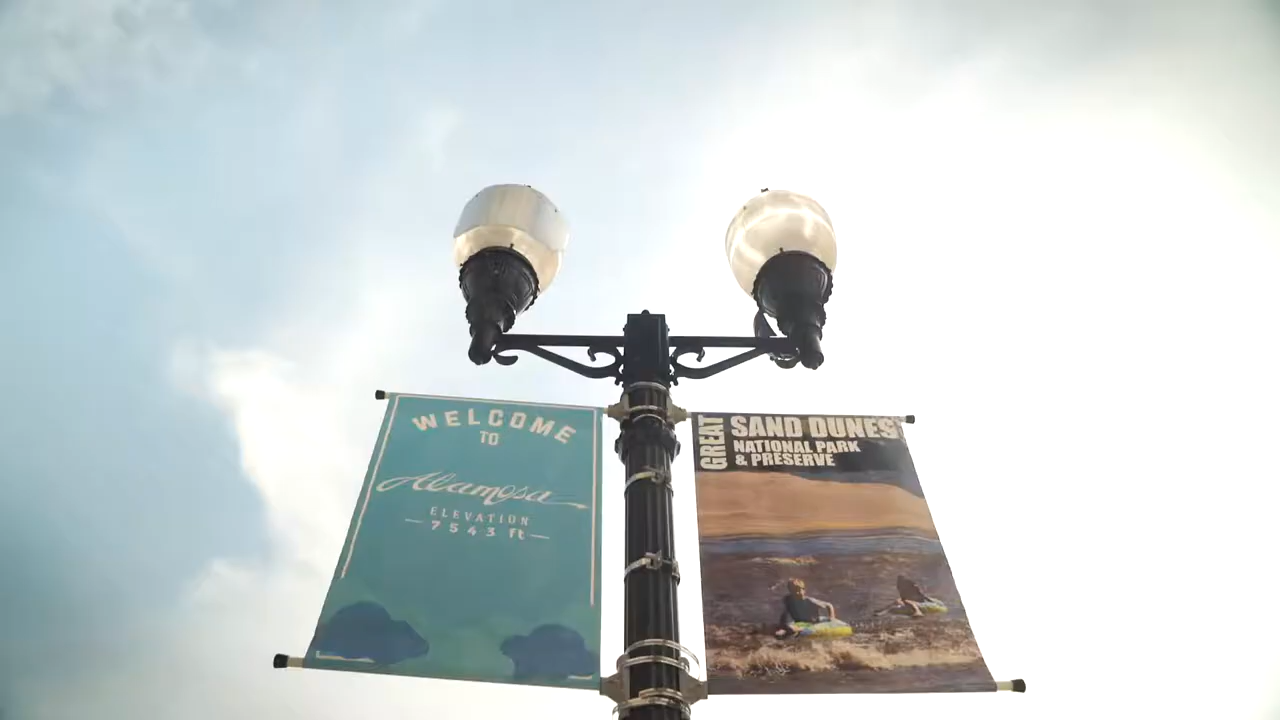 WELCOME
TO
Alamosa
ELEVATION
7543 ft
GREAT
SAND DUNES
NATIONAL PARK
& PRESERVE